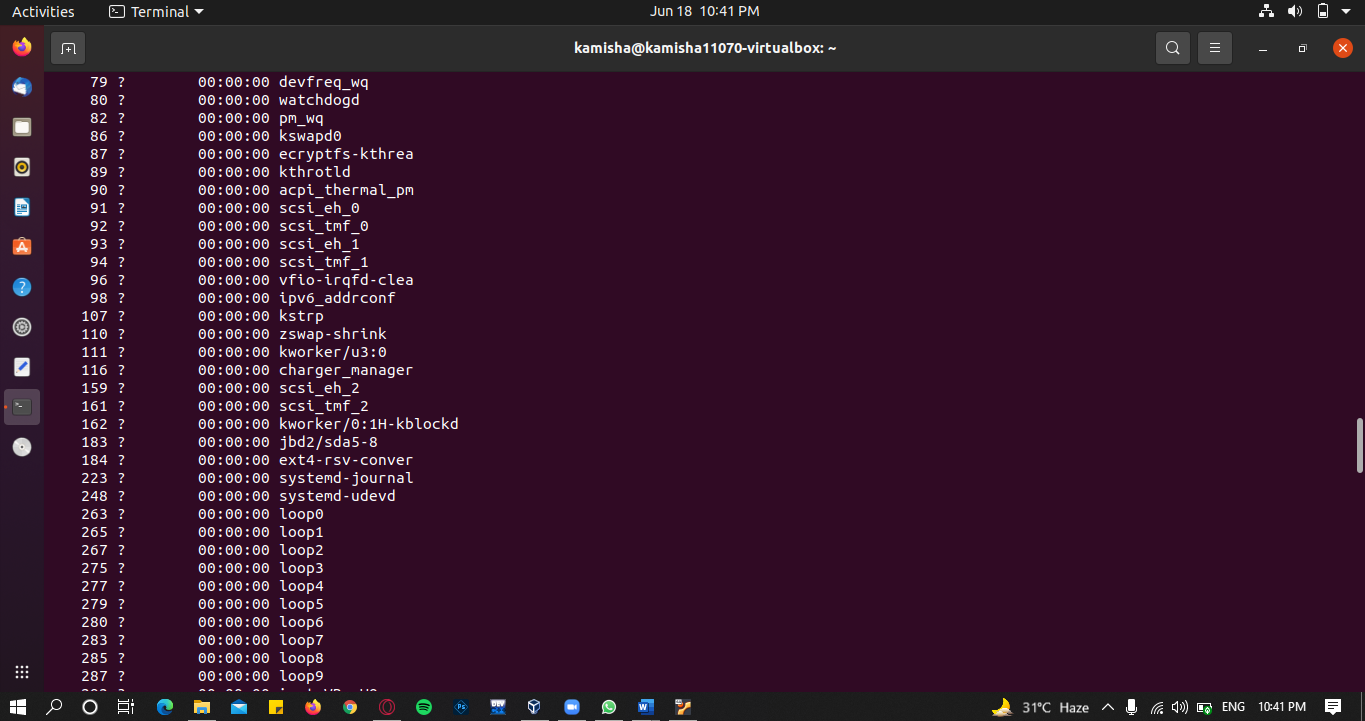 Activities Terminal Jun 18 10:41 PM
kamisha@kamisha11070-virtualbox: ~
79 ? 00:00:00 devfreq_wq
80 ? 00:00:00 watchdogd
82 ? 00:00:00 pm_wq
86 ? 00:00:00 kswapd0
87 ? 00:00:00 ecryptfs-kthrea
89 ? 00:00:00 kthrotld
90 ? 00:00:00 acpi_thermal_pm
91 ? 00:00:00 scsi_eh_0
92 ? 00:00:00 scsi_tmf_0
93 ? 00:00:00 scsi_eh_1
94 ? 00:00:00 scsi_tmf_1
96 ? 00:00:00 vfio-irqfd-clea
98 ? 00:00:00 ipv6_addrconf
107 ? 00:00:00 kstrp
110 ? 00:00:00 zswap-shrink
111 ? 00:00:00 kworker/u3:0
116 ? 00:00:00 charger_manager
159 ? 00:00:00 scsi_eh_2
161 ? 00:00:00 scsi_tmf_2
162 ? 00:00:00 kworker/0:1H-kblockd
183 ? 00:00:00 jbd2/sda5-8
184 ? 00:00:00 ext4-rsv-conver
223 ? 00:00:00 systemd-journal
248 ? 00:00:00 systemd-udevd
263 ? 00:00:00 loop0
265 ? 00:00:00 loop1
267 ? 00:00:00 loop2
275 ? 00:00:00 loop3
277 ? 00:00:00 loop4
279 ? 00:00:00 loop5
280 ? 00:00:00 loop6
283 ? 00:00:00 loop7
285 ? 00:00:00 loop8
287 ? 00:00:00 loop9
31°C Haze ENG 10:41 PM